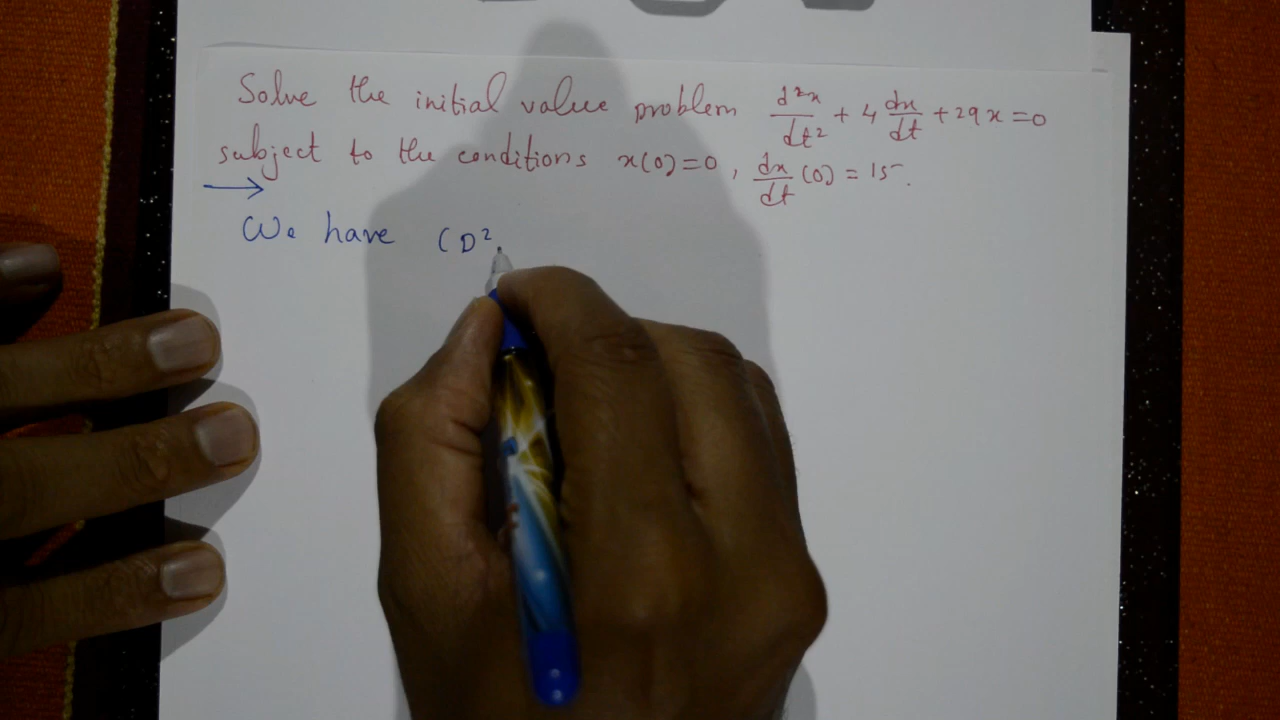 Solve the initial value problem d²x/dt² + 4 dx/dt + 29x = 0
subject to the conditions x(0)=0, dx/dt (0) = 15.
→
We have (D²